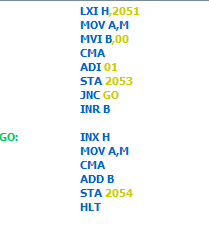 LXI H,2051
MOV A,M
MVI B,00
CMA
ADI 01
STA 2053
JNC GO
INR B
GO: INX H
MOV A,M
CMA
ADD B
STA 2054
HLT